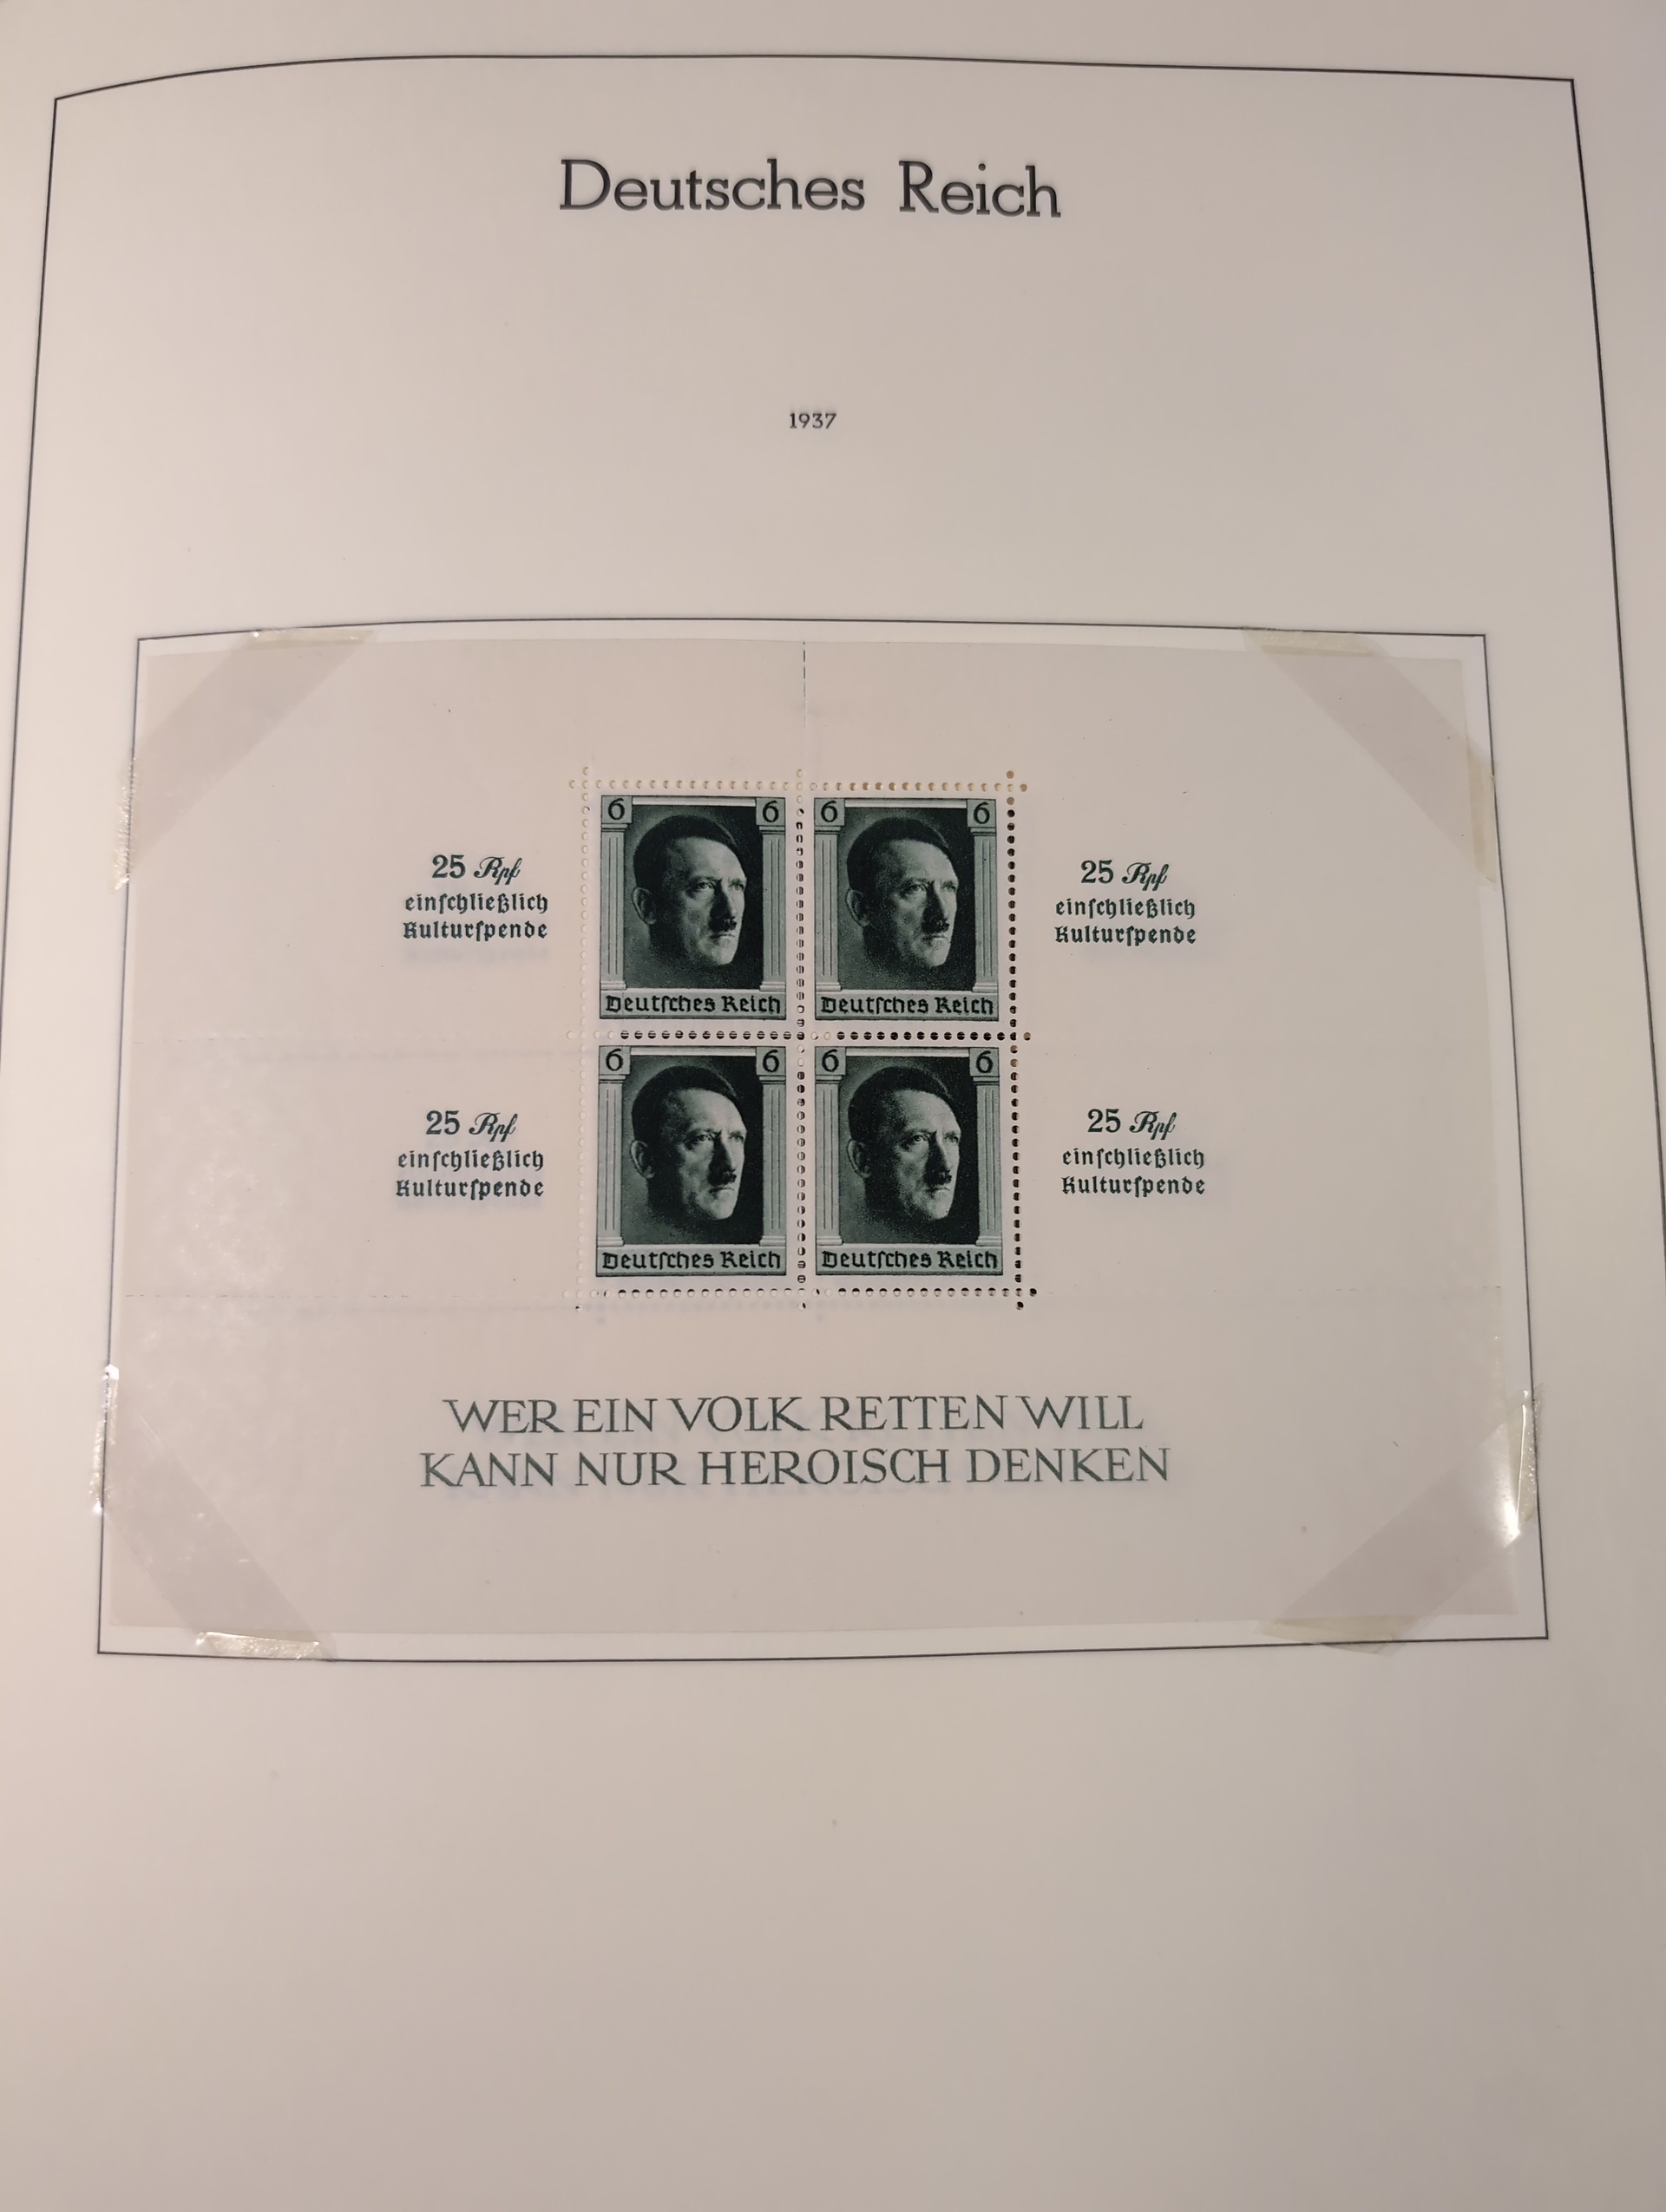 Deutsches Reich
1937
6 6 6 6
25 Rpf
einſchließlich
Kulturſpende
25 Rpf
einſchließlich
Kulturſpende
Deutſches Reich Deutſches Reich
6 6 6 6
25 Rpf
einſchließlich
Kulturſpende
25 Rpf
einſchließlich
Kulturſpende
Deutſches Reich Deutſches Reich
WER EIN VOLK RETTEN WILL
KANN NUR HEROISCH DENKEN